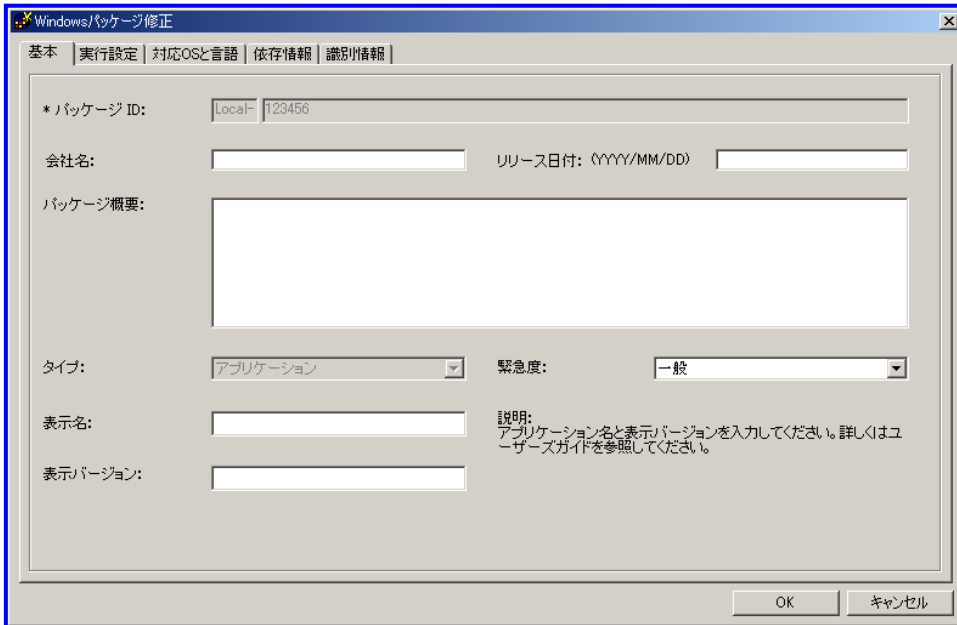 Windowsパッケージ修正
基本 実行設定 対応OSと言語 依存情報 識別情報
* パッケージ ID: Local- 123456
会社名: リリース日付: (YYYY/MM/DD)
パッケージ概要:
タイプ: アプリケーション 緊急度: 一般
表示名: 説明:
アプリケーション名と表示バージョンを入力してください。詳しくはユ
ーザーズガイドを参照してください。
表示バージョン:
OK キャンセル